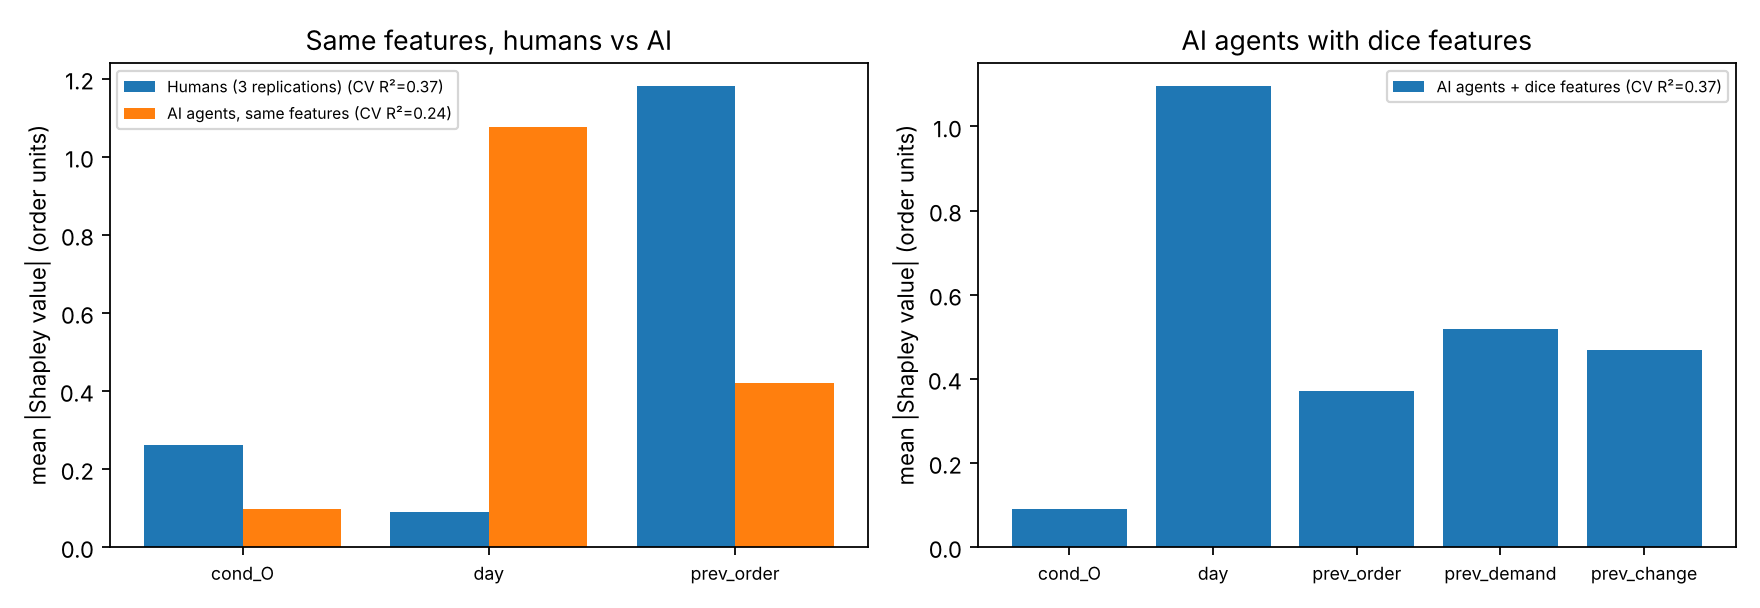 Same features, humans vs AI
mean |Shapley value| (order units)
1.2
1.0
0.8
0.6
0.4
0.2
0.0
Humans (3 replications) (CV R²=0.37)
AI agents, same features (CV R²=0.24)
cond_O
day
prev_order
AI agents with dice features
mean |Shapley value| (order units)
1.0
0.8
0.6
0.4
0.2
0.0
AI agents + dice features (CV R²=0.37)
cond_O
day
prev_order
prev_demand
prev_change